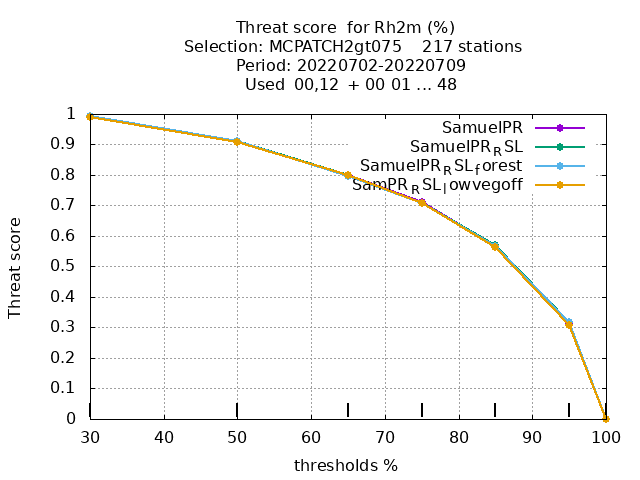 Threat score  for Rh2m (%)
Selection: MCPATCH2gt075    217 stations
Period: 20220702-20220709
Used  00,12  + 00 01 ... 48
SamuelPR
SamuelPR_RSL
SamuelPR_RSL_forest
SamPR_RSL_lowvegoff
Threat score
1
0.9
0.8
0.7
0.6
0.5
0.4
0.3
0.2
0.1
0
30 40 50 60 70 80 90 100
thresholds %